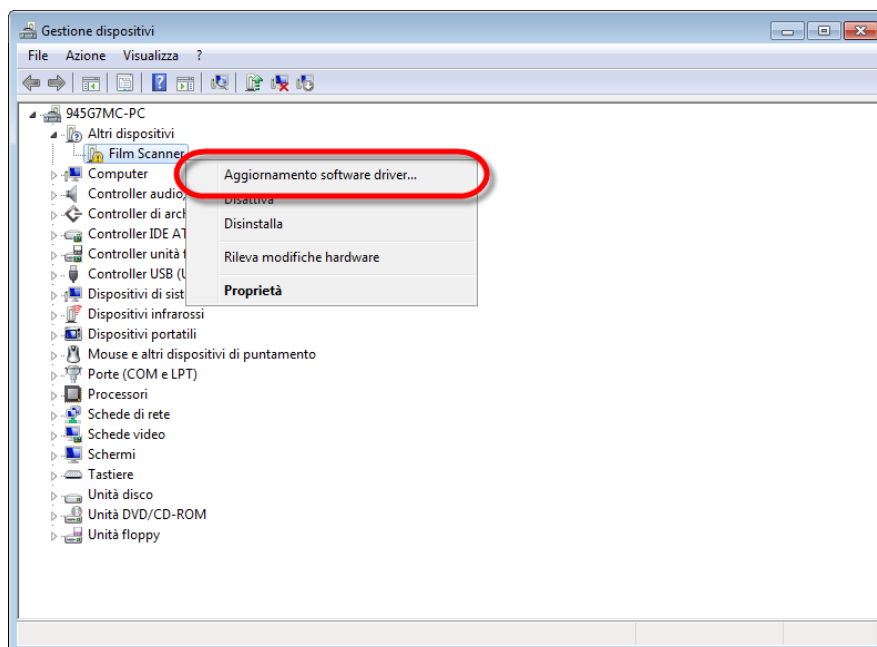 Gestione dispositivi
File Azione Visualizza ?
945G7MC-PC
Altri dispositivi
Film Scanner
Computer
Aggiornamento software driver...
Controller audio,
Disattiva
Controller di arch
Disinstalla
Controller IDE AT
Controller unità f
Rileva modifiche hardware
Controller USB (U
Dispositivi di sist
Proprietà
Dispositivi infrarossi
Dispositivi portatili
Mouse e altri dispositivi di puntamento
Porte (COM e LPT)
Processori
Schede di rete
Schede video
Schermi
Tastiere
Unità disco
Unità DVD/CD-ROM
Unità floppy